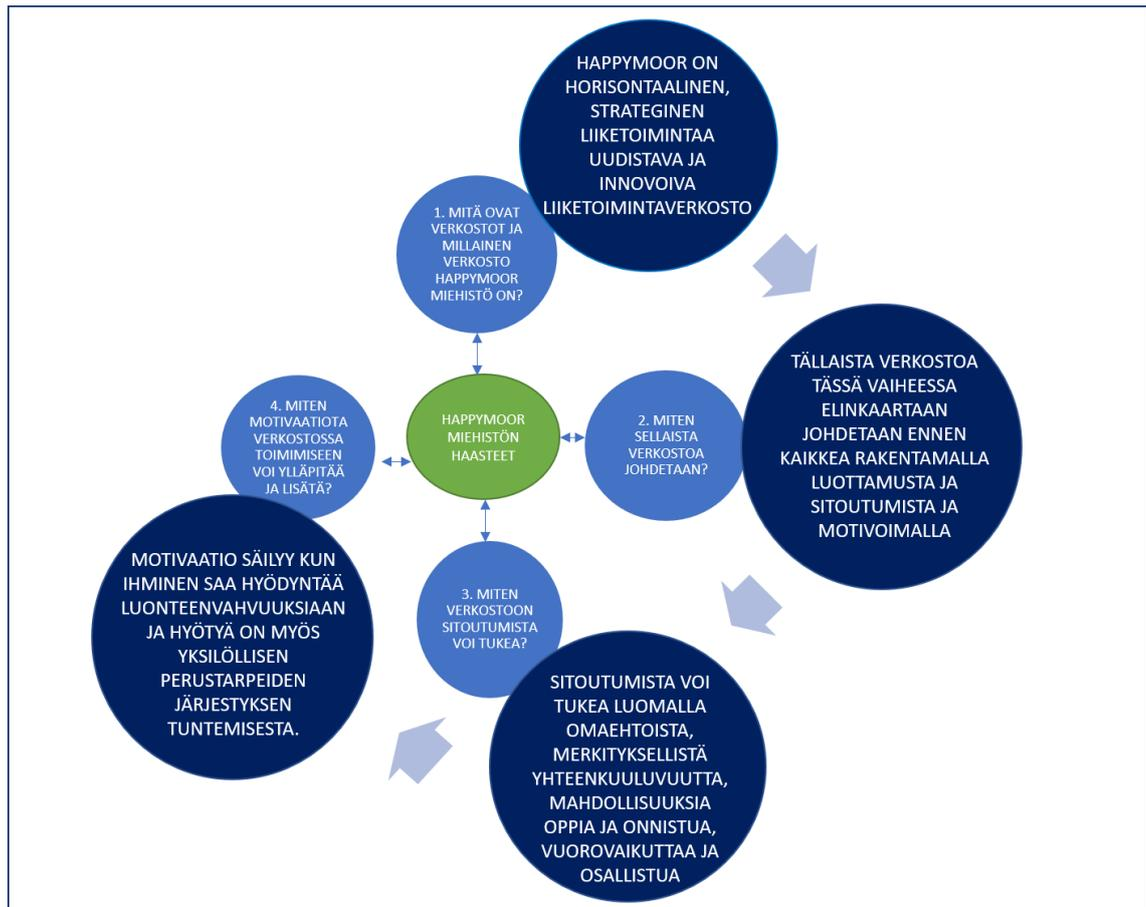 HAPPYMOOR ON
HORISONTAALINEN,
STRATEGINEN
LIIKETOIMINTAA
UUDISTAVA JA
INNOVOIVA
LIIKETOIMINTAVERKOSTO
1. MITÄ OVAT
VERKOSTOT JA
MILLAINEN
VERKOSTO
HAPPYMOOR
MIEHISTÖ ON?
TÄLLAISTA VERKOSTOA
TÄSSÄ VAIHEESSA
ELINKAARTAAN
JOHDETAAN ENNEN
KAIKKEA RAKENTAMALLA
LUOTTAMUSTA JA
SITOUTUMISTA JA
MOTIVOIMALLA
2. MITEN
SELLAISTA
VERKOSTOA
JOHDETAAN?
HAPPYMOOR
MIEHISTÖN
HAASTEET
4. MITEN
MOTIVAATIOTA
VERKOSTOSSA
TOIMIMISEEN
VOI YLLÄPITÄÄ
JA LISÄTÄ?
MOTIVAATIO SÄILYY KUN
IHMINEN SAA HYÖDYNTÄÄ
LUONTEENVAHVUUKSIAAN
JA HYÖTYÄ ON MYÖS
YKSILÖLLISEN
PERUSTARPEIDEN
JÄRJESTYKSEN
TUNTEMISESTA.
3. MITEN
VERKOSTOON
SITOUTUMISTA
VOI TUKEA?
SITOUTUMISTA VOI
TUKEA LUOMALLA
OMAEHTOISTA,
MERKITYKSELLISTÄ
YHTEENKUULUVUUTTA,
MAHDOLLISUUKSIA
OPPIA JA ONNISTUA,
VUOROVAIKUTTAA JA
OSALLISTUA